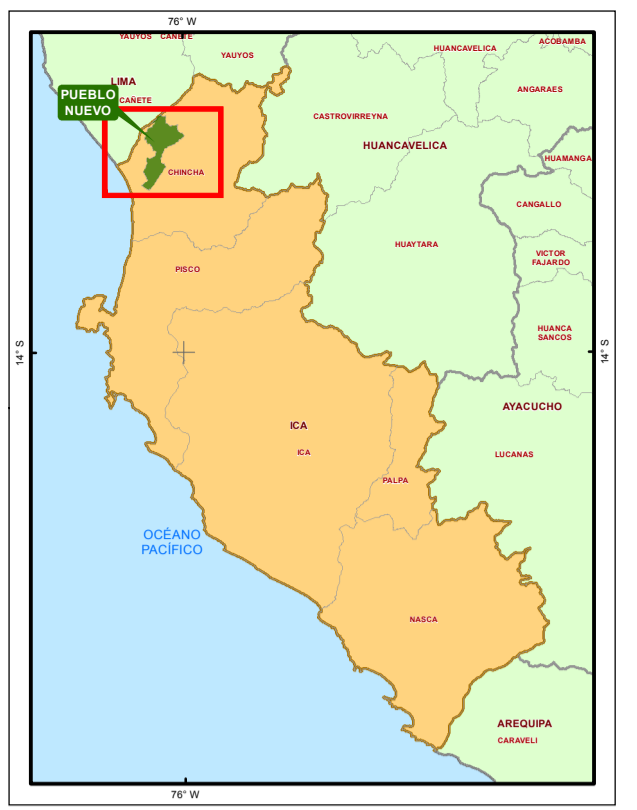 76° W
YAUYOS CAÑETE
ACOBAMBA
HUANCAVELICA
YAUYOS
LIMA
ANGARAES
PUEBLO
NUEVO
CAÑETE
CASTROVIRREYNA
HUANCAVELICA
HUAMANGA
CHINCHA
CANGALLO
HUAYTARA
VICTOR
FAJARDO
PISCO
HUANCA
SANCOS
14° S
14° S
AYACUCHO
ICA
ICA
LUCANAS
PALPA
OCÉANO
PACÍFICO
NASCA
AREQUIPA
CARAVELI
76° W